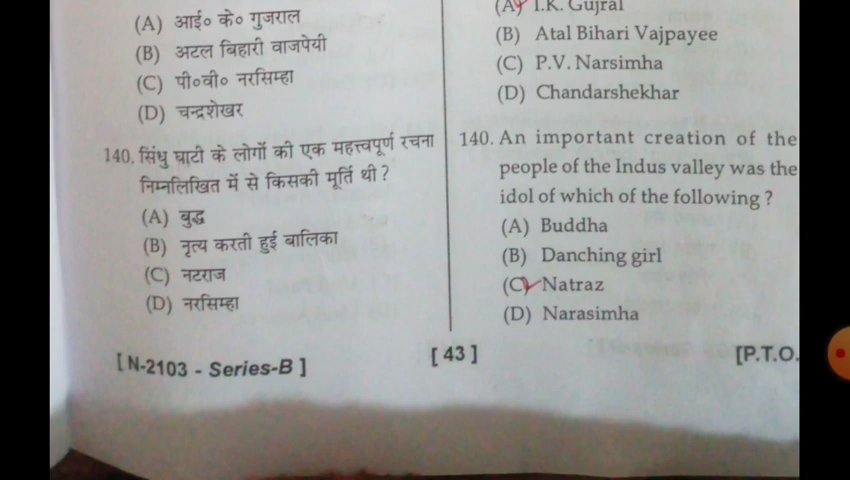 (A) आई० के० गुजराल
(B) अटल बिहारी वाजपेयी
(C) पी०वी० नरसिम्हा
(D) चन्द्रशेखर
140. सिंधु घाटी के लोगों की एक महत्त्वपूर्ण रचना
निम्नलिखित में से किसकी मूर्ति थी ?
(A) बुद्ध
(B) नृत्य करती हुई बालिका
(C) नटराज
(D) नरसिम्हा
(A) I.K. Gujral
(B) Atal Bihari Vajpayee
(C) P.V. Narsimha
(D) Chandarshekhar
140. An important creation of the
people of the Indus valley was the
idol of which of the following ?
(A) Buddha
(B) Danching girl
(C) Natraz
(D) Narasimha
[ N-2103 - Series-B ]
[ 43 ]
[P.T.O.